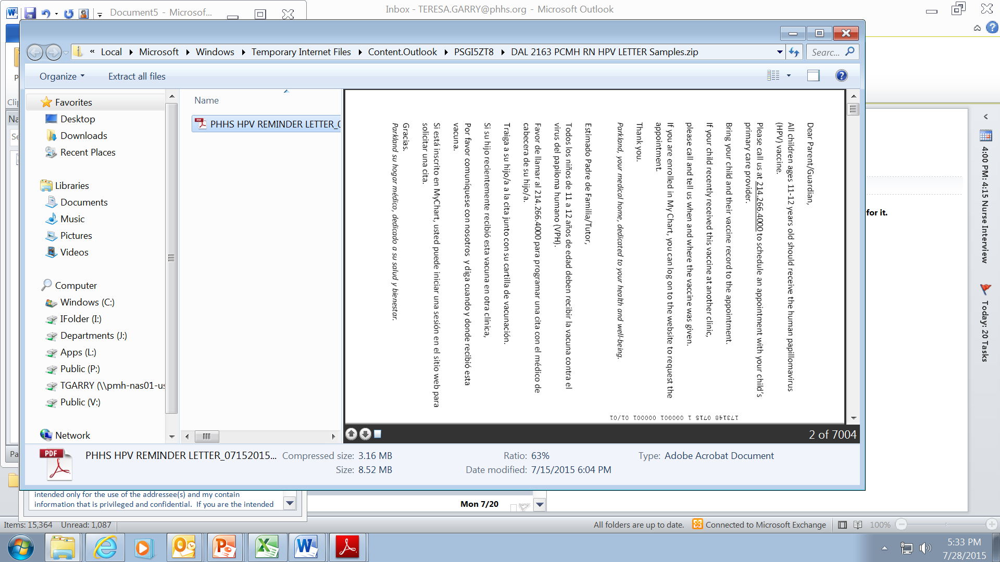 Document5 - Microsof...
Inbox - TERESA.GARRY@phhs.org - Microsoft Outlook
« Local Microsoft Windows Temporary Internet Files Content.Outlook PSGI5ZT8 DAL 2163 PCMH RN HPV LETTER Samples.zip
Searc...
Organize
Extract all files
Favorites
Desktop
Downloads
Recent Places
Libraries
Documents
Music
Pictures
Videos
Computer
Windows (C:)
IFolder (I:)
Departments (J:)
Apps (L:)
Public (P:)
TGARRY (\\pmh-nas01-us
Public (V:)
Network
Name
PHHS HPV REMINDER LETTER_0
Dear Parent/Guardian,
All children ages 11-12 years old should receive the human papillomavirus
(HPV) vaccine.
Please call us at 214.266.4000 to schedule an appointment with your child's
primary care provider.
Bring your child and their vaccine record to the appointment.
If your child recently received this vaccine at another clinic,
please call and tell us when and where the vaccine was given.
If you are enrolled in My Chart, you can log on to the website to request the
appointment.
Thank you.
Parkland, your medical home, dedicated to your health and well-being.
Estimado Padre de Familia/Tutor,
Todos los niños de 11 a 12 años de edad deben recibir la vacuna contra el
virus del papiloma humano (VPH).
Favor de llamar al 214.266.4000 para programar una cita con el médico de
cabecera de su hijo/a.
Traiga a su hijo/a a la cita junto con su cartilla de vacunación.
Si su hijo recientemente recibió esta vacuna en otra clínica,
Por favor comuníquese con nosotros y diga cuando y donde recibió esta
vacuna.
Si está inscrito en MyChart, usted puede iniciar una sesión en el sitio web para
solicitar una cita.
Gracias.
Parkland su hogar médico, dedicado a su salud y bienestar.
173148 0715 1 000001 000001 01/01
2 of 7004
PHHS HPV REMINDER LETTER_07152015...
Compressed size: 3.16 MB
Size: 8.52 MB
Ratio: 63%
Date modified: 7/15/2015 6:04 PM
Type: Adobe Acrobat Document
for it.
4:00 PM: 4:15 Nurse Interview
Today: 20 Tasks
intended only for the use of the addressee(s) and my contain
information that is privileged and confidential. If you are the intended
Mon 7/20
Items: 15,364 Unread: 1,087
All folders are up to date.
Connected to Microsoft Exchange
100%
5:33 PM
7/28/2015